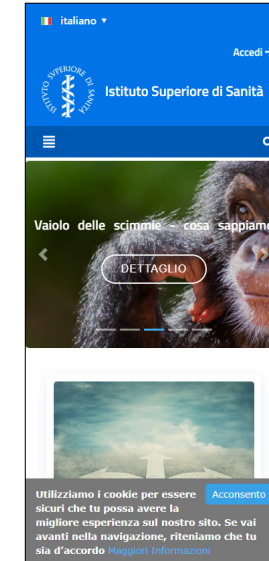 italiano ▼
Accedi
ISTITUTO SUPERIORE DI SANITÀ
Istituto Superiore di Sanità
Vaiolo delle scimmie - cosa sappiamo
DETTAGLIO
Utilizziamo i cookie per essere
sicuri che tu possa avere la
migliore esperienza sul nostro sito. Se vai
avanti nella navigazione, riteniamo che tu
sia d'accordo Maggiori Informazioni
Acconsento